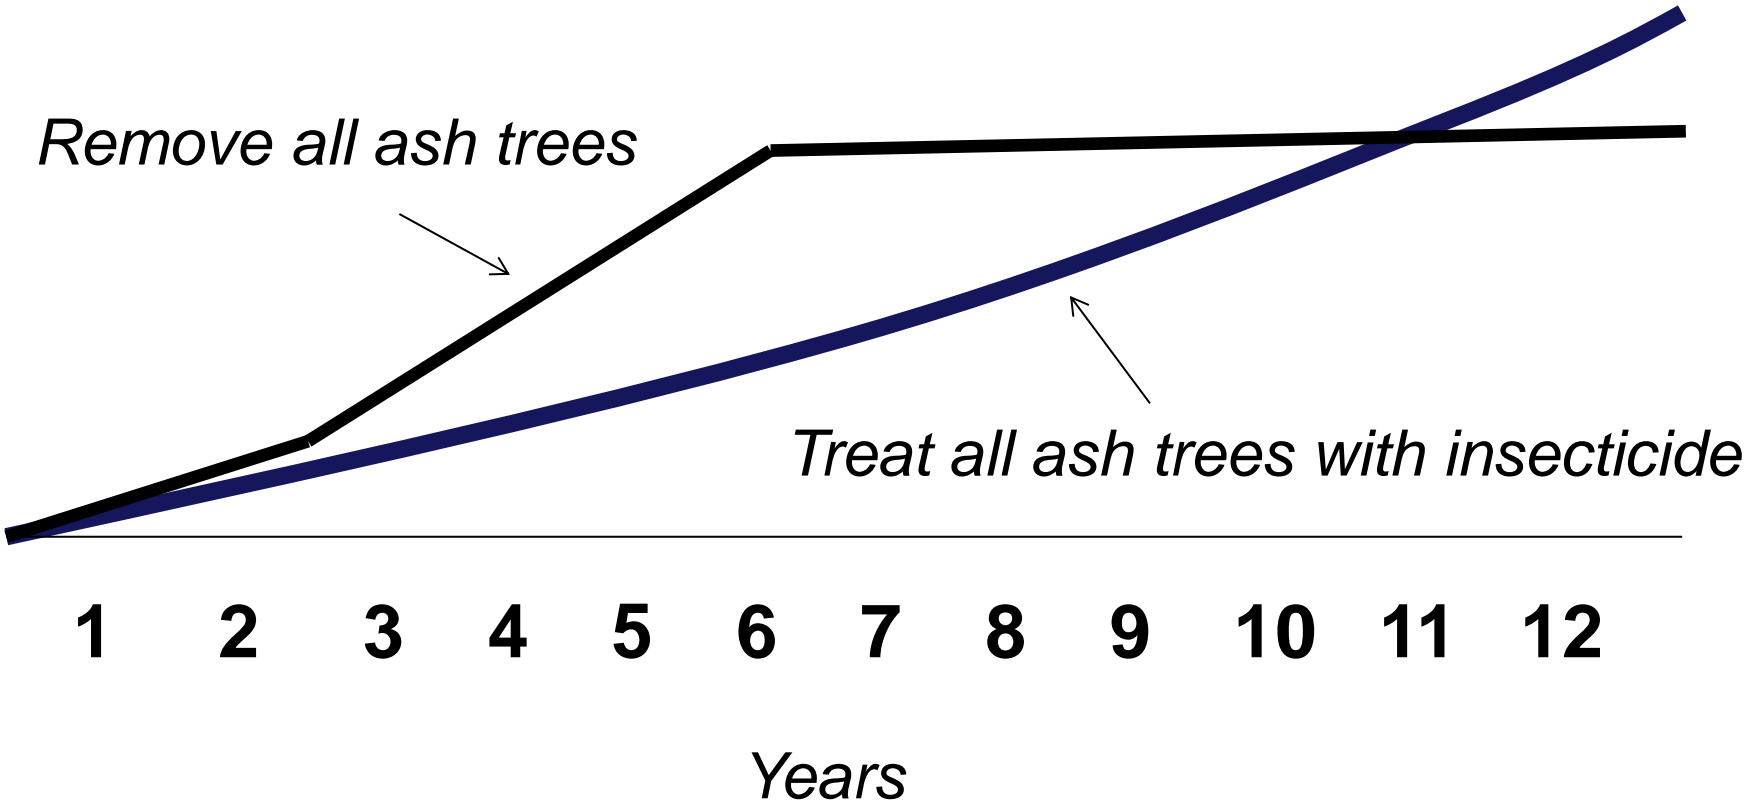 Remove all ash trees
Treat all ash trees with insecticide
1 2 3 4 5 6 7 8 9 10 11 12
Years